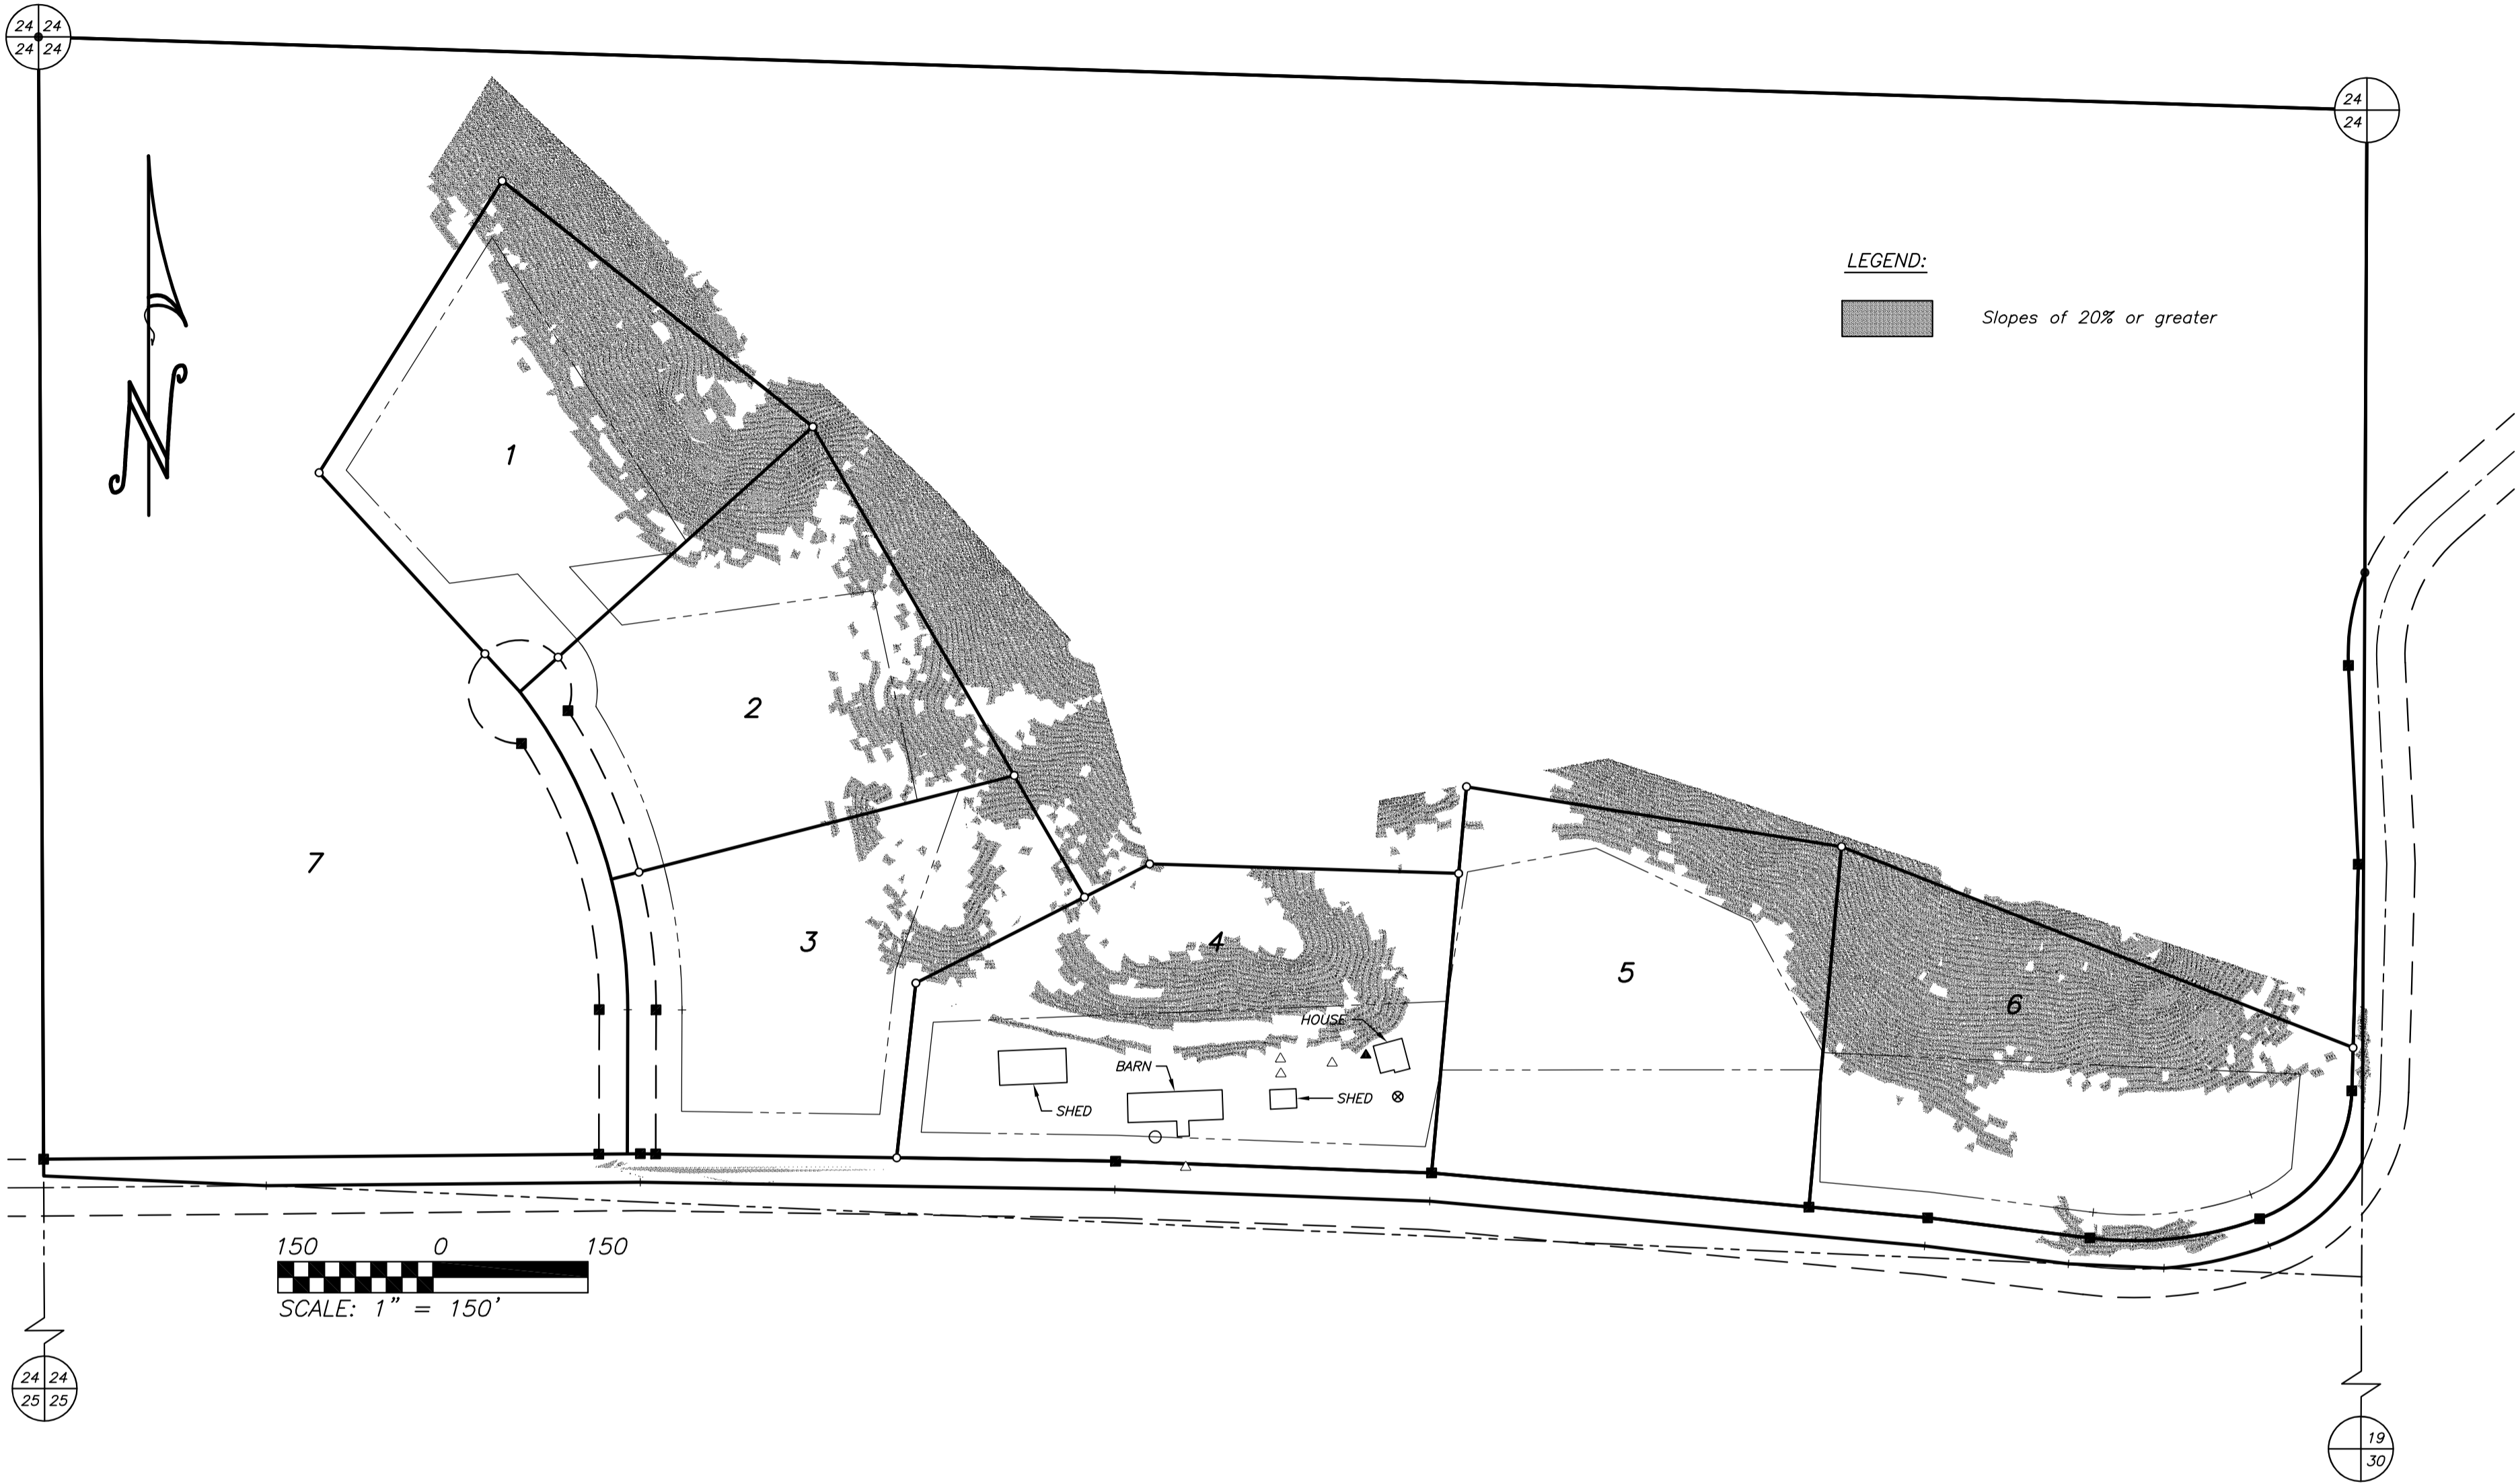 24 24
24 24
24
24
LEGEND:
Slopes of 20% or greater
N
1
2
7
3
4
5
6
HOUSE
BARN
SHED
SHED
150 0 150
SCALE: 1" = 150'
24 24
25 25
19
30